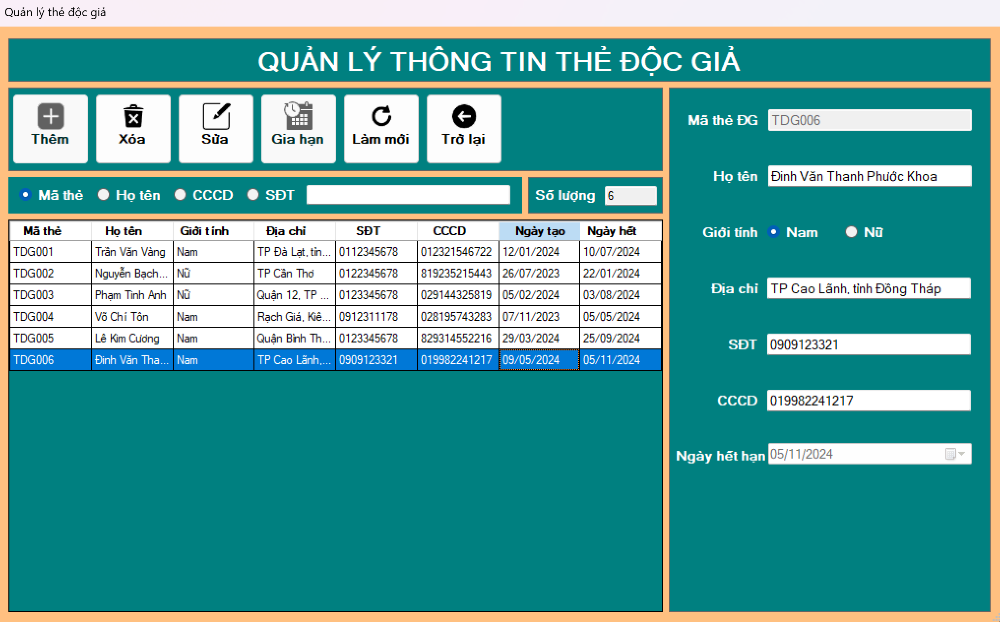 Quản lý thẻ độc giả
QUẢN LÝ THÔNG TIN THẺ ĐỘC GIẢ
Thêm Xóa Sửa Gia hạn Làm mới Trở lại
Mã thẻ Họ tên CCCD SĐT
Số lượng 6
Mã thẻ Họ tên Giới tính Địa chỉ SĐT CCCD Ngày tạo Ngày hết
TDG001 Trần Văn Vàng Nam TP Đà Lạt, tỉn... 0112345678 012321546722 12/01/2024 10/07/2024
TDG002 Nguyễn Bạch... Nữ TP Cần Thơ 0122345678 819235215443 26/07/2023 22/01/2024
TDG003 Phạm Tinh Anh Nữ Quận 12, TP ... 0123345678 029144325819 05/02/2024 03/08/2024
TDG004 Võ Chí Tôn Nam Rạch Giá, Kiê... 0912311178 028195743283 07/11/2023 05/05/2024
TDG005 Lê Kim Cương Nam Quận Bình Th... 0123345678 829314552216 29/03/2024 25/09/2024
TDG006 Đinh Văn Tha... Nam TP Cao Lãnh,... 0909123321 019982241217 09/05/2024 05/11/2024
Mã thẻ ĐG TDG006
Họ tên Đinh Văn Thanh Phước Khoa
Giới tính Nam Nữ
Địa chỉ TP Cao Lãnh, tỉnh Đồng Tháp
SĐT 0909123321
CCCD 019982241217
Ngày hết hạn 05/11/2024